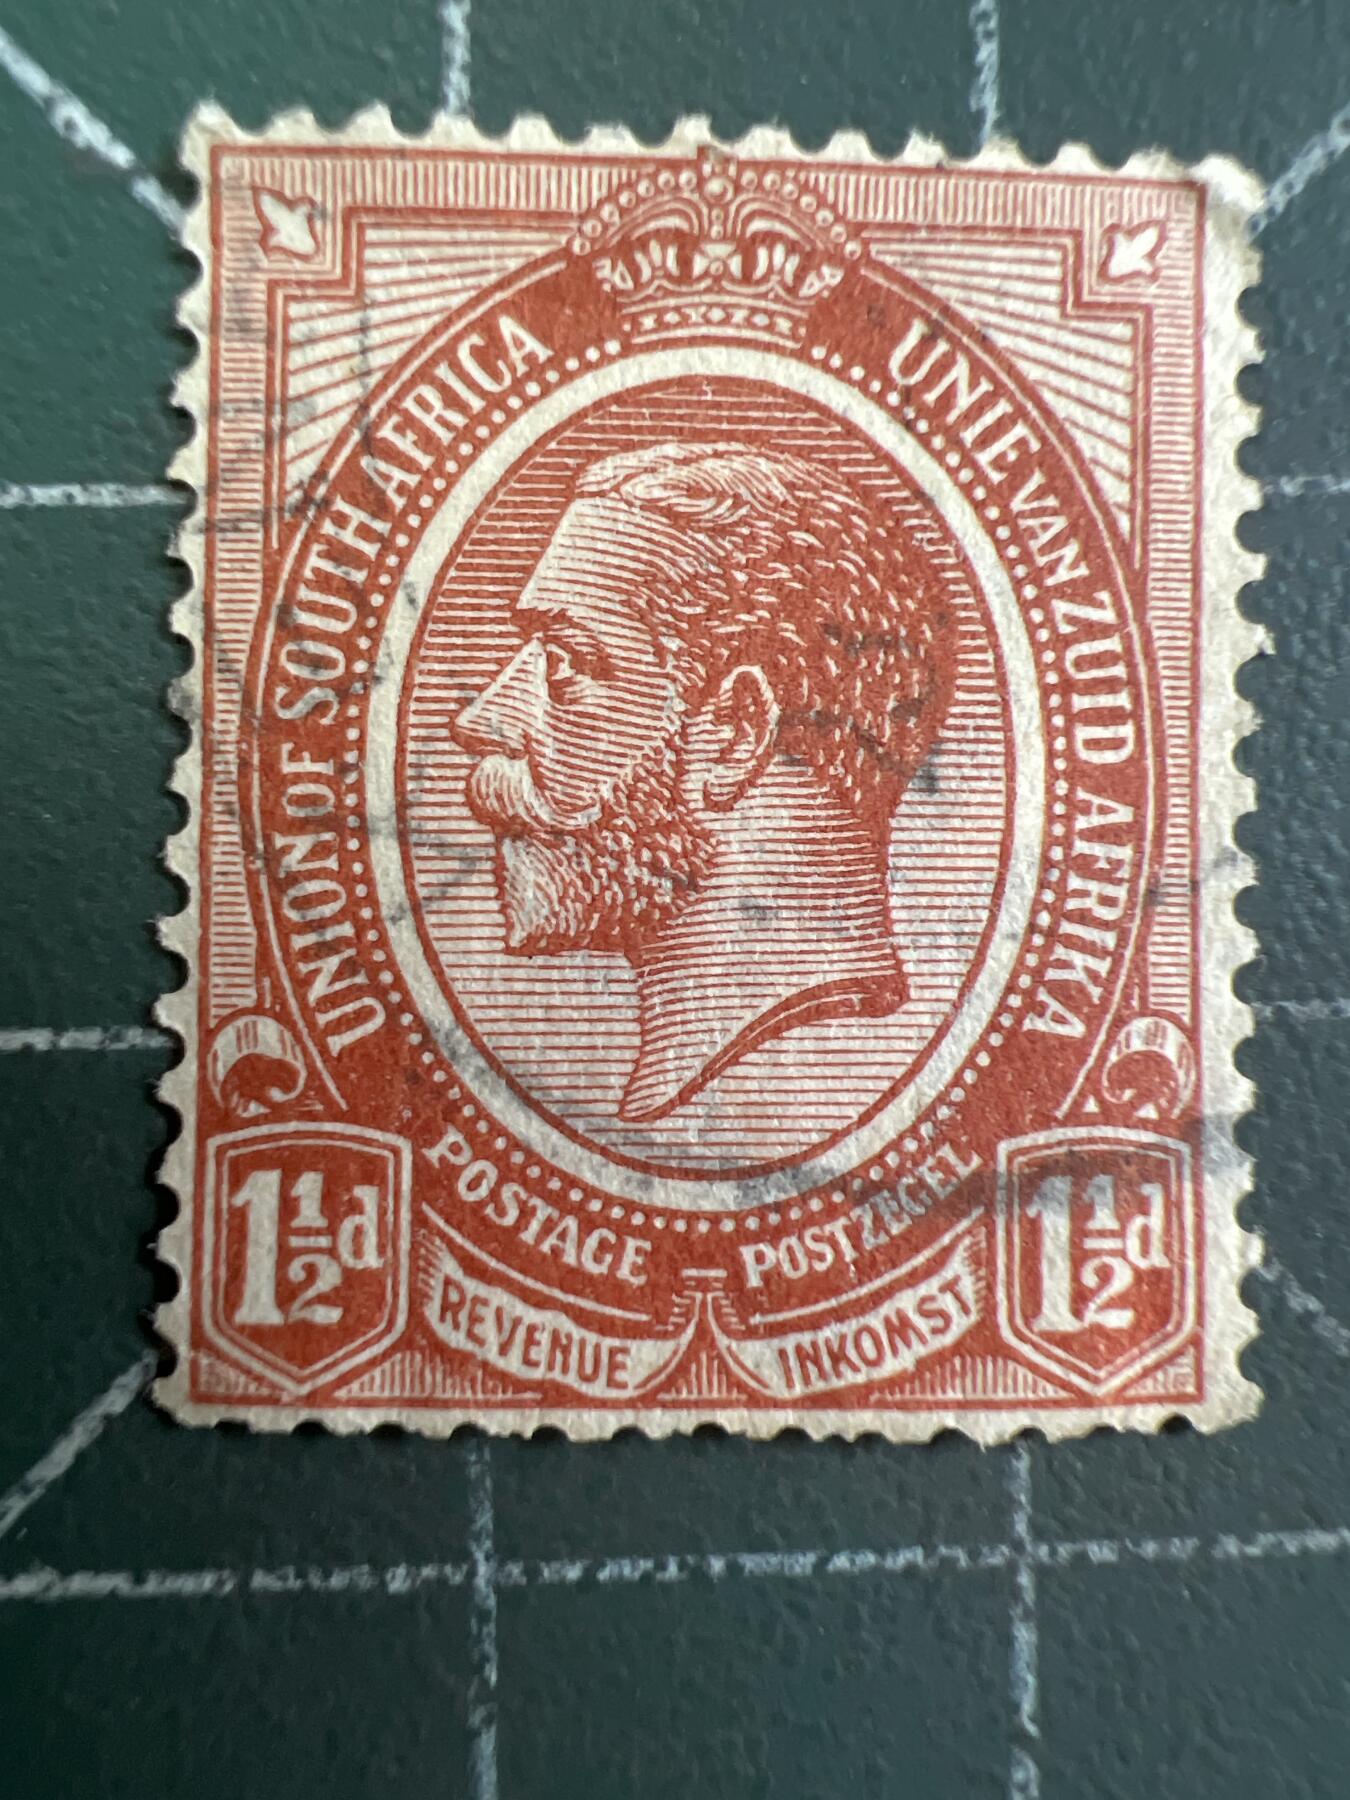 UNION OF SOUTH AFRICA
UNIE VAN ZUID AFRIKA
POSTAGE
POSTZEGEL
REVENUE
INKOMST
1½d
1½d